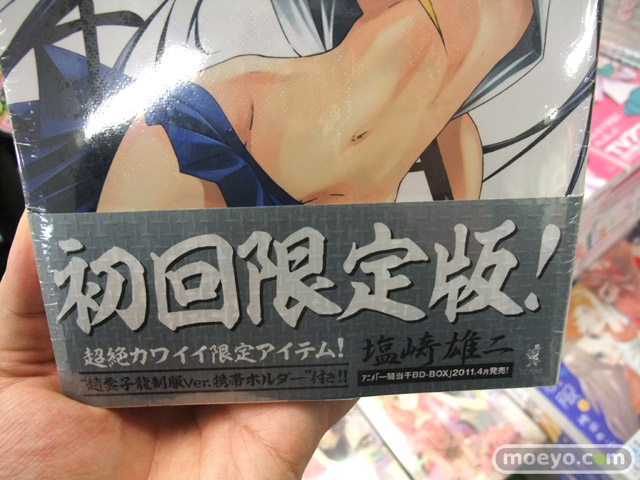 初回限定版!
超絶カワイイ限定アイテム!
"趙雲子龍制服Ver.携帯ホルダー"付き!!
塩崎雄二
アニメ「一騎当千BD-BOX」2011.4月発売!
moeyo.com